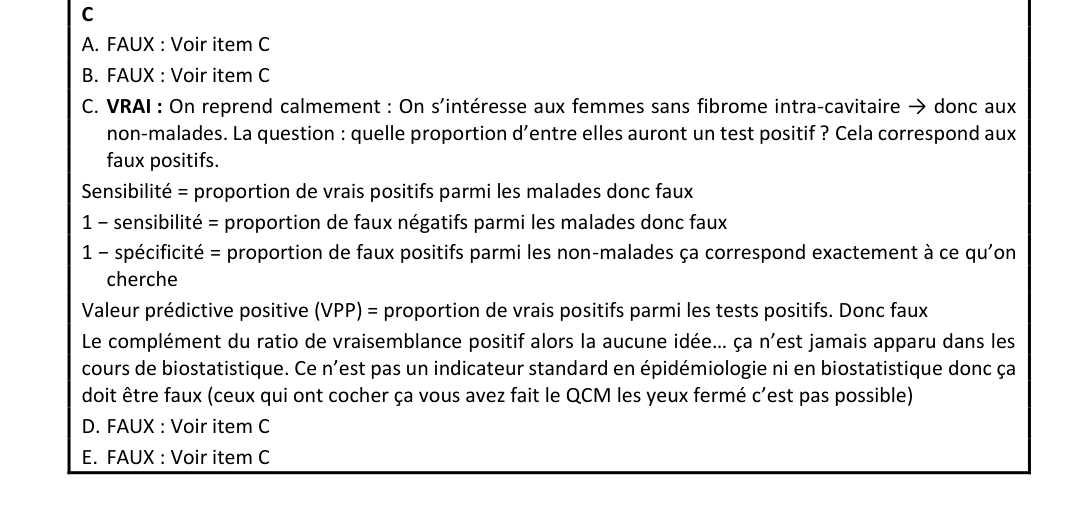 C
A. FAUX : Voir item C
B. FAUX : Voir item C
C. VRAI : On reprend calmement : On s’intéresse aux femmes sans fibrome intra-cavitaire → donc aux
non-malades. La question : quelle proportion d’entre elles auront un test positif ? Cela correspond aux
faux positifs.
Sensibilité = proportion de vrais positifs parmi les malades donc faux
1 − sensibilité = proportion de faux négatifs parmi les malades donc faux
1 − spécificité = proportion de faux positifs parmi les non-malades ça correspond exactement à ce qu’on
cherche
Valeur prédictive positive (VPP) = proportion de vrais positifs parmi les tests positifs. Donc faux
Le complément du ratio de vraisemblance positif alors la aucune idée… ça n’est jamais apparu dans les
cours de biostatistique. Ce n’est pas un indicateur standard en épidémiologie ni en biostatistique donc ça
doit être faux (ceux qui ont cocher ça vous avez fait le QCM les yeux fermé c’est pas possible)
D. FAUX : Voir item C
E. FAUX : Voir item C